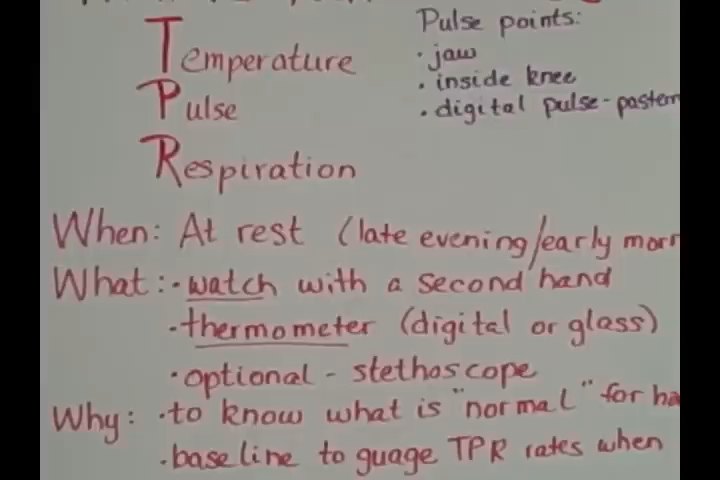 Temperature
Pulse
Respiration
Pulse points:
· jaw
· inside knee
· digital pulse-pastern
When: At rest (late evening/early morn
What: · watch with a second hand
· thermometer (digital or glass)
· optional - stethoscope
Why: · to know what is "normal" for ha
· baseline to guage TPR rates when